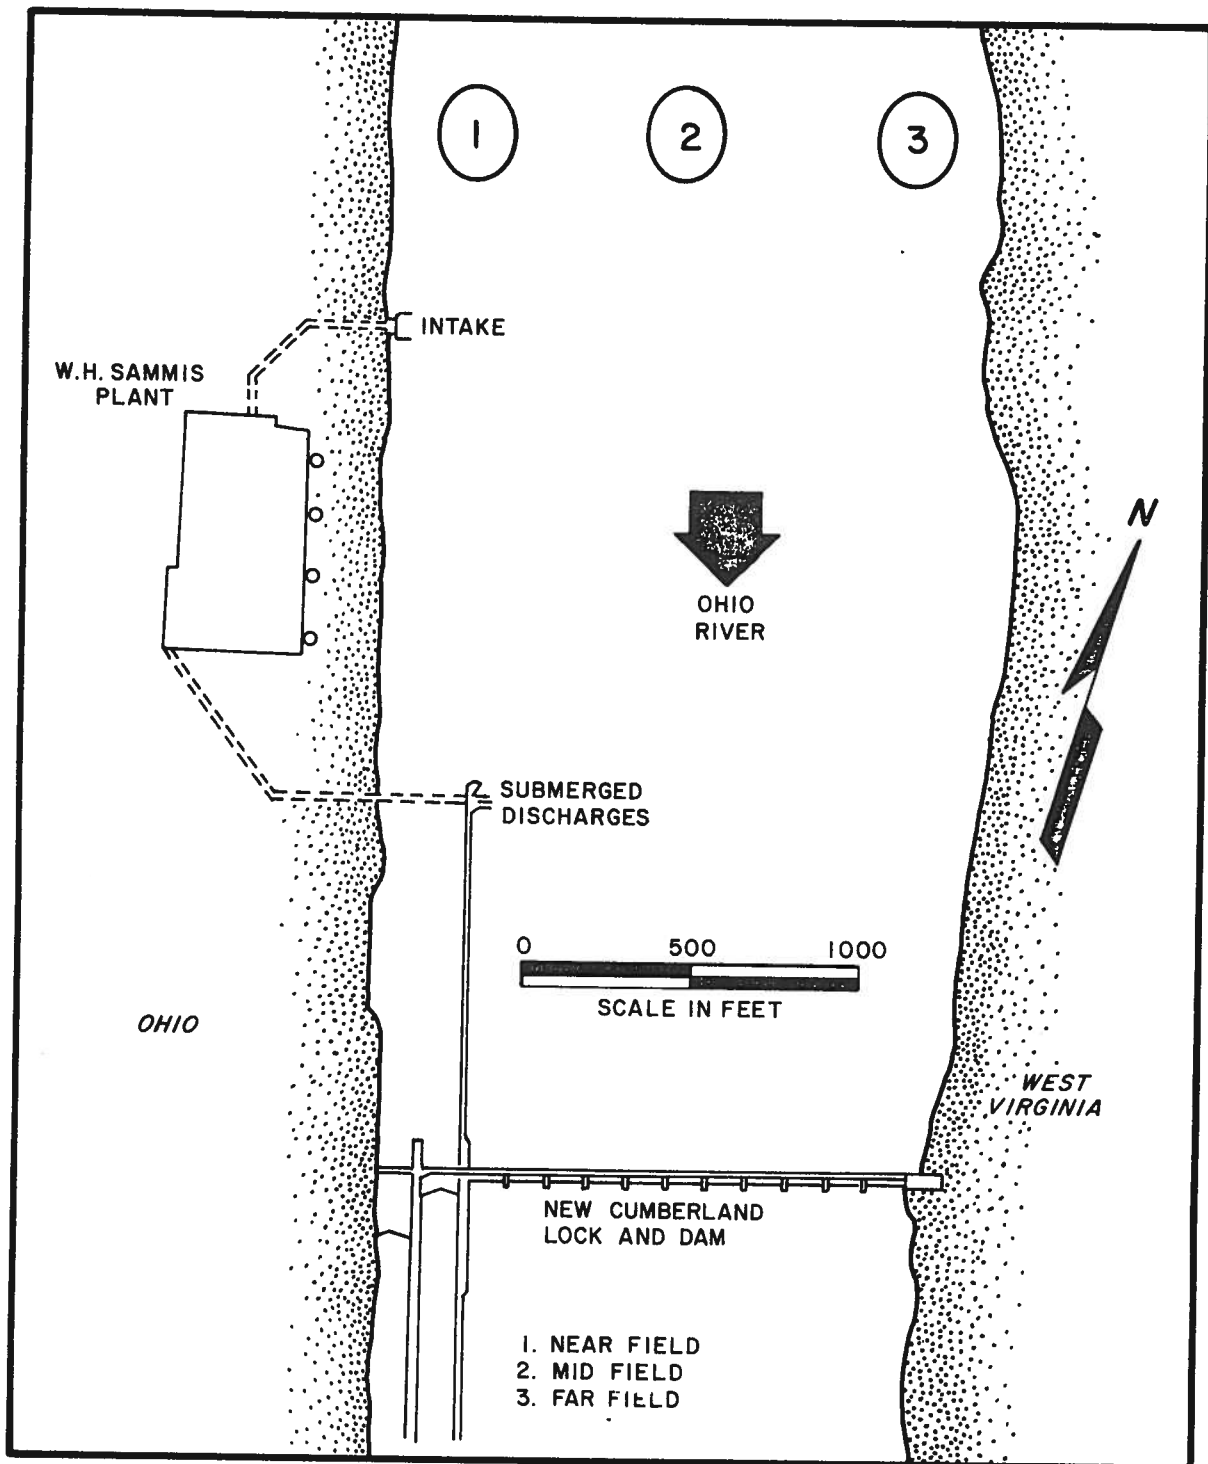 1
2
3
INTAKE
W.H. SAMMIS
PLANT
N
OHIO
RIVER
SUBMERGED
DISCHARGES
0 500 1000
SCALE IN FEET
OHIO
WEST
VIRGINIA
NEW CUMBERLAND
LOCK AND DAM
1. NEAR FIELD
2. MID FIELD
3. FAR FIELD